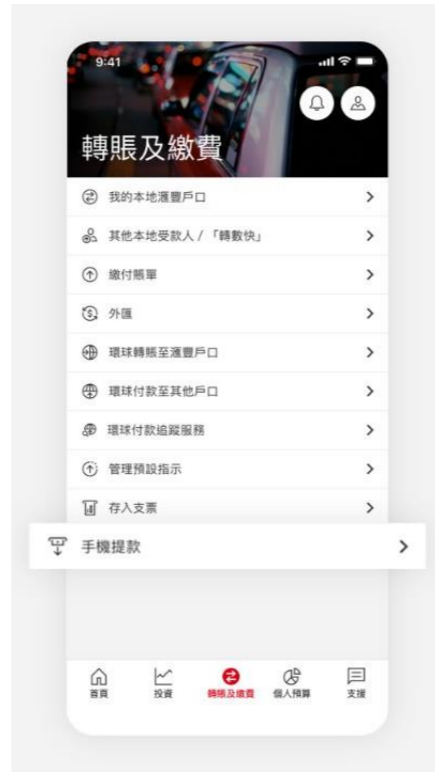 9:41
轉賬及繳費
我的本地滙豐戶口
其他本地受款人 / 「轉數快」
繳付賬單
外匯
環球轉賬至滙豐戶口
環球付款至其他戶口
環球付款追蹤服務
管理預設指示
存入支票
手機提款
首頁 投資 轉賬及繳費 個人預算 支援